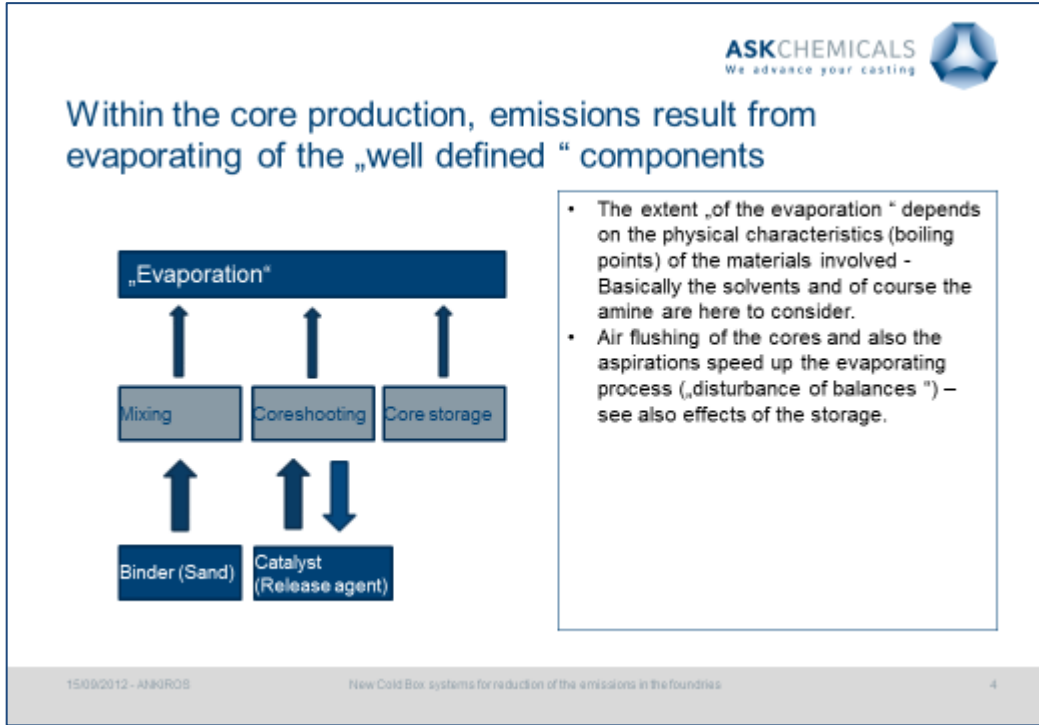 ASKCHEMICALS
We advance your casting
Within the core production, emissions result from
evaporating of the „well defined “ components
„Evaporation“
Mixing
Coreshooting
Core storage
Binder (Sand)
Catalyst
(Release agent)
• The extent „of the evaporation “ depends
on the physical characteristics (boiling
points) of the materials involved -
Basically the solvents and of course the
amine are here to consider.
• Air flushing of the cores and also the
aspirations speed up the evaporating
process („disturbance of balances ”) –
see also effects of the storage.
15/09/2012 - ANKIROS
New Cold Box systems for reduction of the emissions in the foundries
4